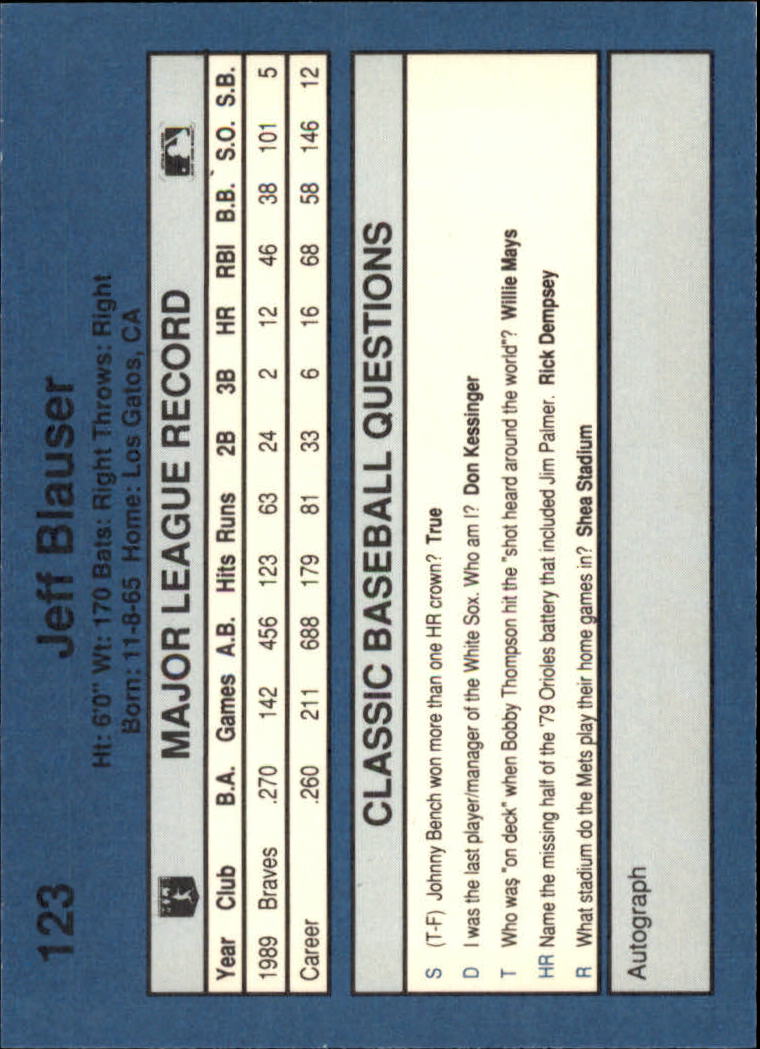 123 Jeff Blauser
Ht: 6'0" Wt: 170 Bats: Right Throws: Right
Born: 11-8-65 Home: Los Gatos, CA
MAJOR LEAGUE RECORD
Year Club B.A. Games A.B. Hits Runs 2B 3B HR RBI B.B. S.O. S.B.
1989 Braves .270 142 456 123 63 24 2 12 46 38 101 5
Career .260 211 688 179 81 33 6 16 68 58 146 12
CLASSIC BASEBALL QUESTIONS
S (T-F) Johnny Bench won more than one HR crown? True
D I was the last player/manager of the White Sox. Who am I? Don Kessinger
T Who was "on deck" when Bobby Thompson hit the "shot heard around the world"? Willie Mays
HR Name the missing half of the '79 Orioles battery that included Jim Palmer. Rick Dempsey
R What stadium do the Mets play their home games in? Shea Stadium
Autograph